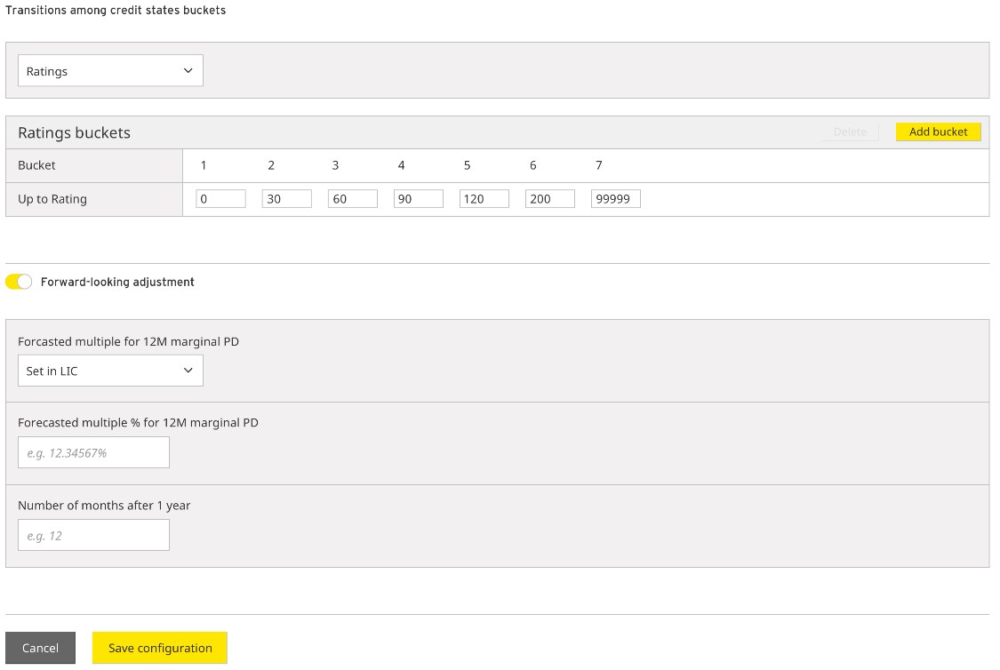 Transitions among credit states buckets
Ratings
Ratings buckets
Delete
Add bucket
Bucket 1 2 3 4 5 6 7
Up to Rating 0 30 60 90 120 200 99999
Forward-looking adjustment
Forcasted multiple for 12M marginal PD
Set in LIC
Forecasted multiple % for 12M marginal PD
e.g. 12.34567%
Number of months after 1 year
e.g. 12
Cancel
Save configuration